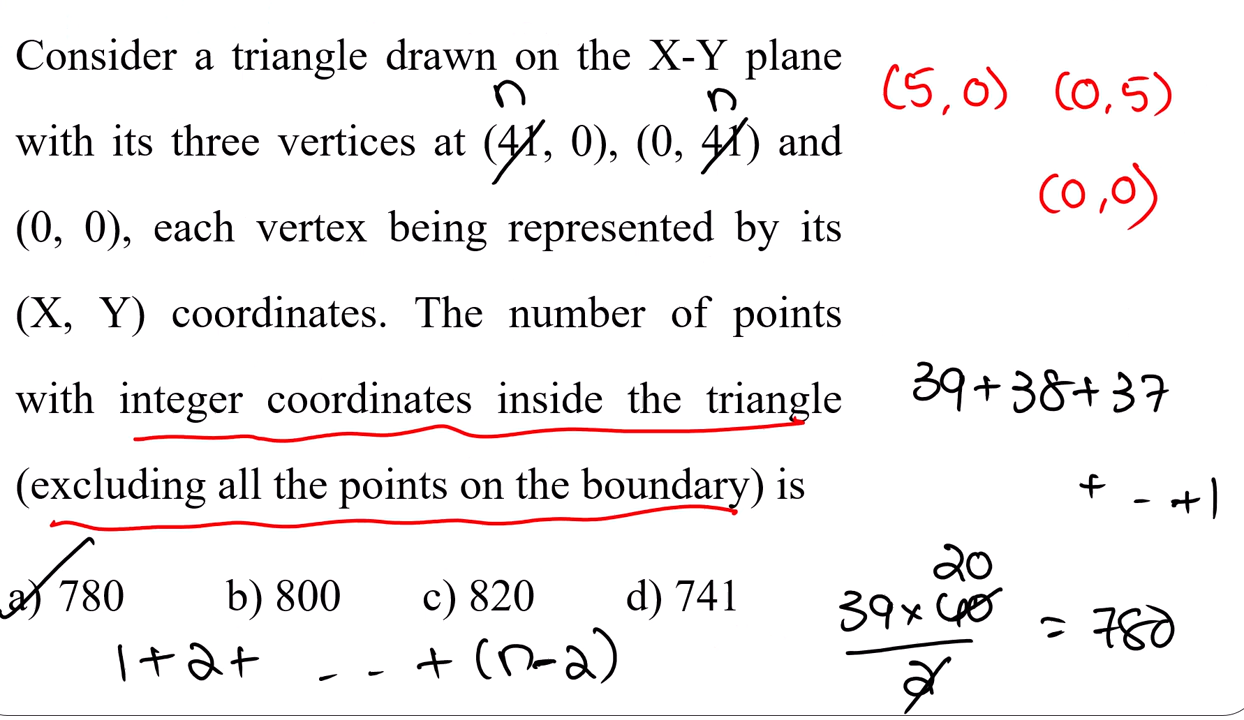 Consider a triangle drawn on the X-Y plane
n n
with its three vertices at (41, 0), (0, 41) and
(0, 0), each vertex being represented by its
(X, Y) coordinates. The number of points
with integer coordinates inside the triangle
(excluding all the points on the boundary) is
a) 780 b) 800 c) 820 d) 741
1+2+ - - + (n-2)
(5,0) (0,5)
(0,0)
39+38+37
+ - +1
20
39×40 = 780
2